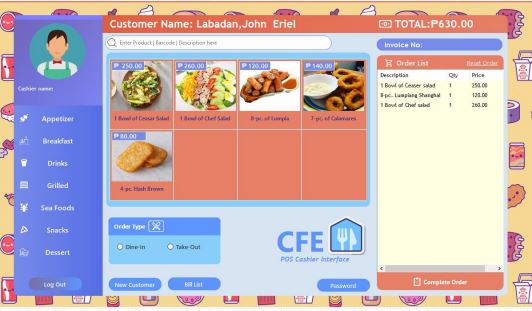 Customer Name: Labadan,John Eriel
TOTAL:₱630.00
Enter Product | Barcode | Description here
Invoice No:
Cashier name:
Appetizer
Breakfast
Drinks
Grilled
Sea Foods
Snacks
Dessert
Log Out
₱ 250.00
₱ 260.00
₱ 120.00
₱ 140.00
1 Bowl of Ceasar Salad
1 Bowl of Chef Salad
8-pc. of Lumpia
7-pc. of Calamares
₱ 80.00
4-pc. Hash Brown
Order List
Reset Order
Description Qty Price
1 Bowl of Ceaser salad 1 250.00
8-pc. Lumpiang Shanghai 1 120.00
1 Bowl of Chef salad 1 260.00
Order Type
Dine-In
Take-Out
CFE
POS Cashier Interface
New Customer
Bill List
Password
Complete Order